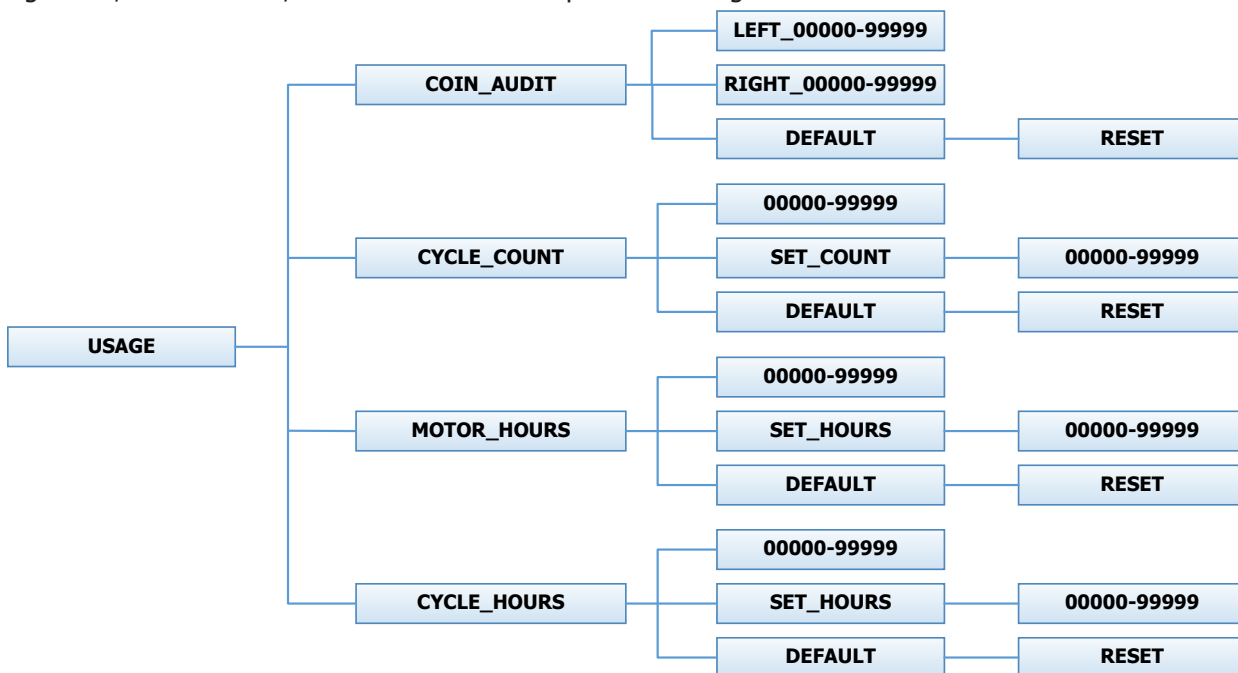 LEFT_00000-99999
COIN_AUDIT
RIGHT_00000-99999
DEFAULT
RESET
00000-99999
CYCLE_COUNT
SET_COUNT
00000-99999
DEFAULT
RESET
USAGE
00000-99999
MOTOR_HOURS
SET_HOURS
00000-99999
DEFAULT
RESET
00000-99999
CYCLE_HOURS
SET_HOURS
00000-99999
DEFAULT
RESET